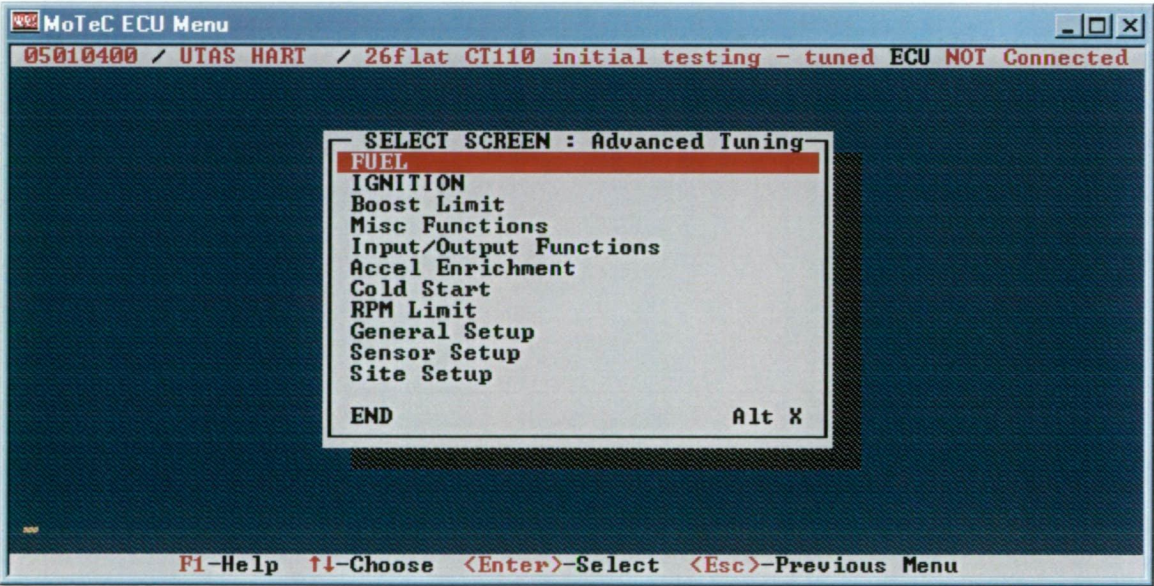 MoTeC ECU Menu
05010400 / UTAS HART / 26flat CT110 initial testing - tuned ECU NOT Connected
SELECT SCREEN : Advanced Tuning
FUEL
IGNITION
Boost Limit
Misc Functions
Input/Output Functions
Accel Enrichment
Cold Start
RPM Limit
General Setup
Sensor Setup
Site Setup
END Alt X
F1-Help ↑↓-Choose <Enter>-Select <Esc>-Previous Menu